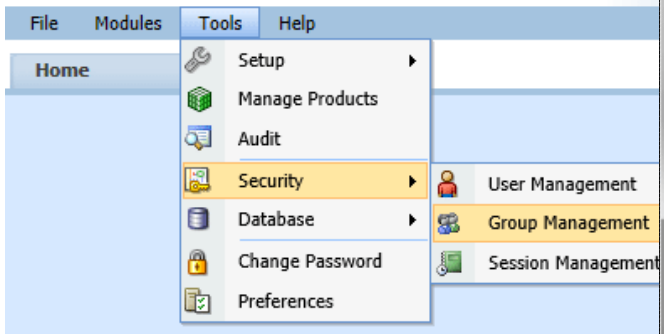 File Modules Tools Help
Home
Setup
Manage Products
Audit
Security
User Management
Database
Group Management
Change Password
Session Management
Preferences